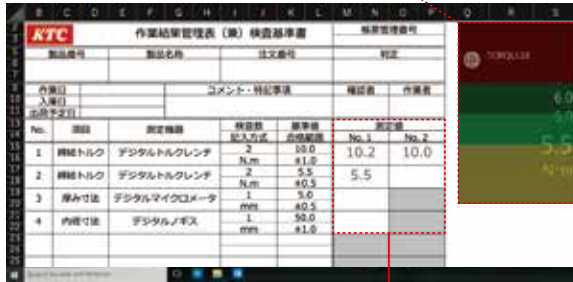 KTC 作業結果管理表（兼）検査基準書 帳票管理番号
製品番号 製品名称 注文番号 判定
作業日 コメント・特記事項 確認者 作業者
入庫日
出荷予定日
No. 項目 測定機器 検査数 基準値 測定値
記入方式 合格範囲 No. 1 No. 2
1 締結トルク デジタルトルクレンチ 2 10.0 10.2 10.0
N.m ±1.0
2 締結トルク デジタルトルクレンチ 2 5.5 5.5
N.m ±0.5
3 厚み寸法 デジタルマイクロメータ 1 5.0
mm ±0.5
4 内径寸法 デジタルノギス 1 50.0
mm ±1.0
TORQULE
6.0
5.5